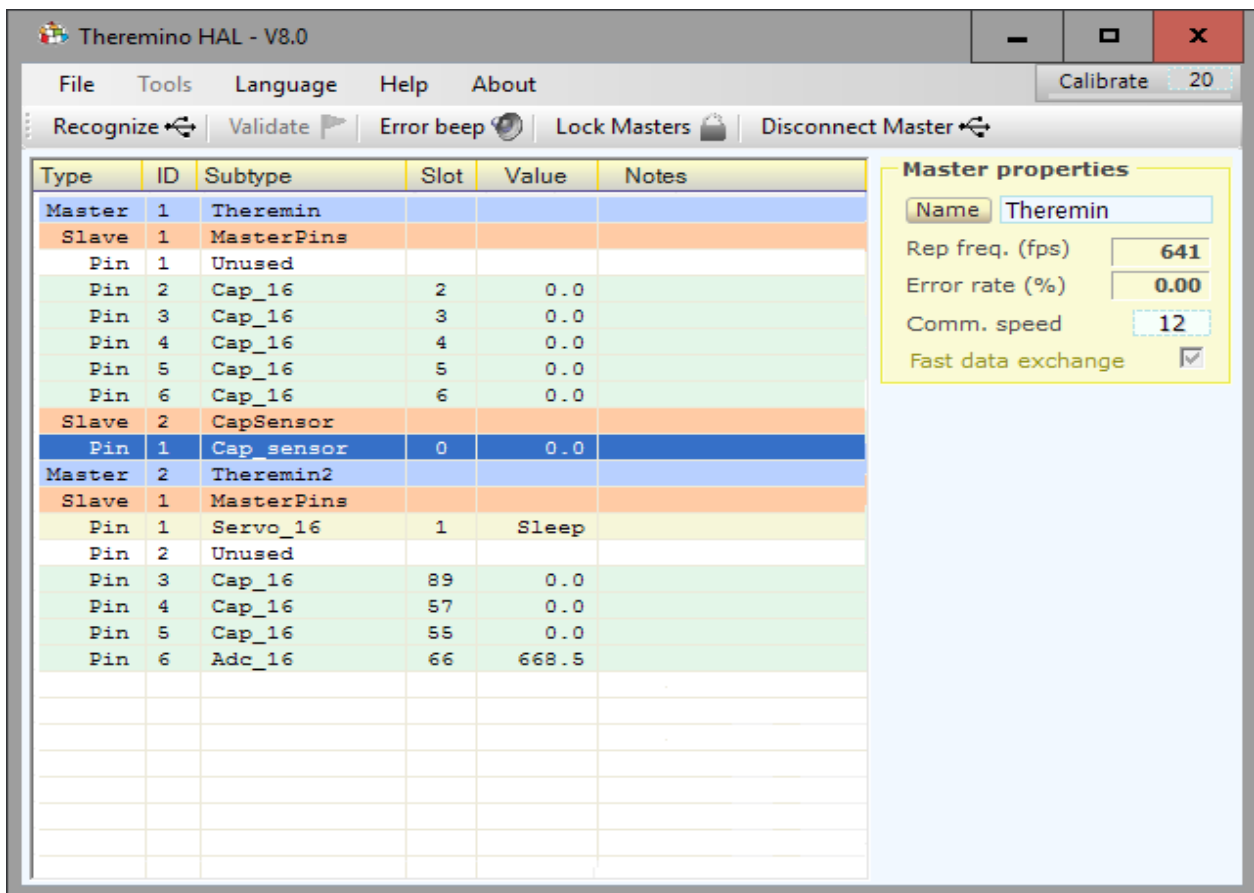 Theremino HAL - V8.0
File Tools Language Help About Calibrate 20
Recognize Validate Error beep Lock Masters Disconnect Master
Type ID Subtype Slot Value Notes
Master 1 Theremin
Slave 1 MasterPins
Pin 1 Unused
Pin 2 Cap_16 2 0.0
Pin 3 Cap_16 3 0.0
Pin 4 Cap_16 4 0.0
Pin 5 Cap_16 5 0.0
Pin 6 Cap_16 6 0.0
Slave 2 CapSensor
Pin 1 Cap_sensor 0 0.0
Master 2 Theremin2
Slave 1 MasterPins
Pin 1 Servo_16 1 Sleep
Pin 2 Unused
Pin 3 Cap_16 89 0.0
Pin 4 Cap_16 57 0.0
Pin 5 Cap_16 55 0.0
Pin 6 Adc_16 66 668.5
Master properties
Name Theremin
Rep freq. (fps) 641
Error rate (%) 0.00
Comm. speed 12
Fast data exchange